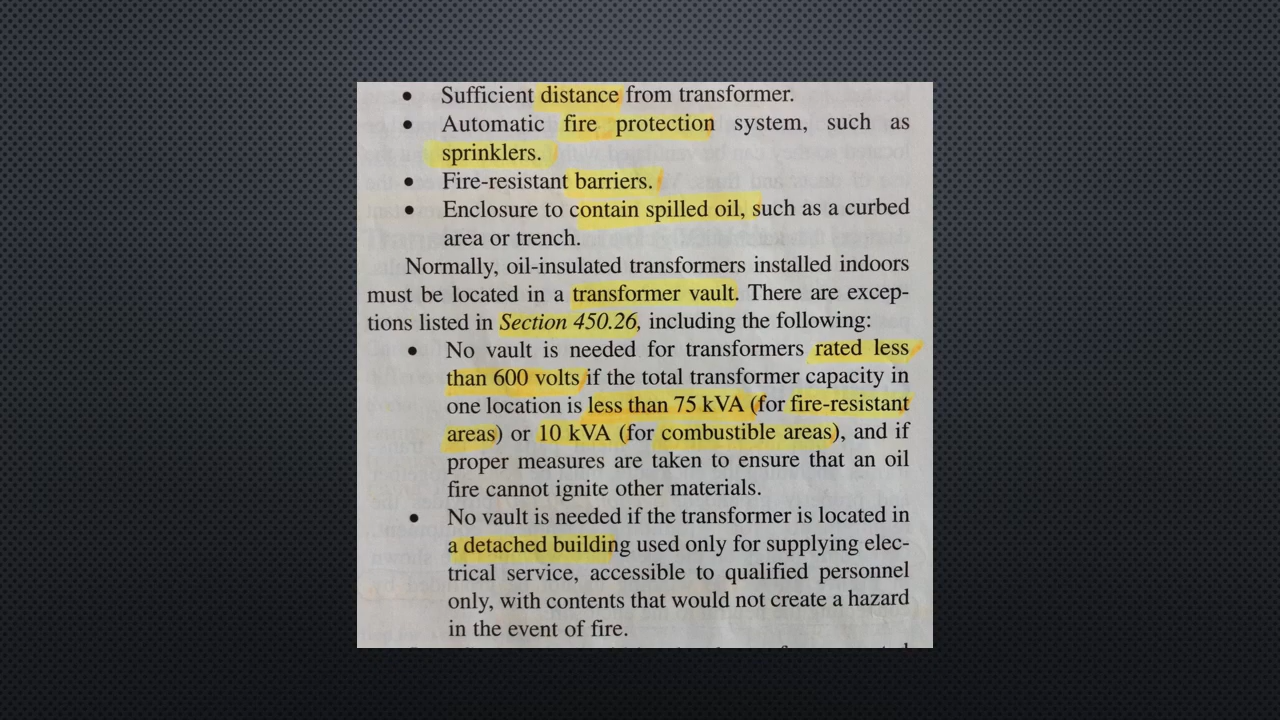 • Sufficient distance from transformer.
• Automatic fire protection system, such as
sprinklers.
• Fire-resistant barriers.
• Enclosure to contain spilled oil, such as a curbed
area or trench.
Normally, oil-insulated transformers installed indoors
must be located in a transformer vault. There are excep-
tions listed in Section 450.26, including the following:
• No vault is needed for transformers rated less
than 600 volts if the total transformer capacity in
one location is less than 75 kVA (for fire-resistant
areas) or 10 kVA (for combustible areas), and if
proper measures are taken to ensure that an oil
fire cannot ignite other materials.
• No vault is needed if the transformer is located in
a detached building used only for supplying elec-
trical service, accessible to qualified personnel
only, with contents that would not create a hazard
in the event of fire.